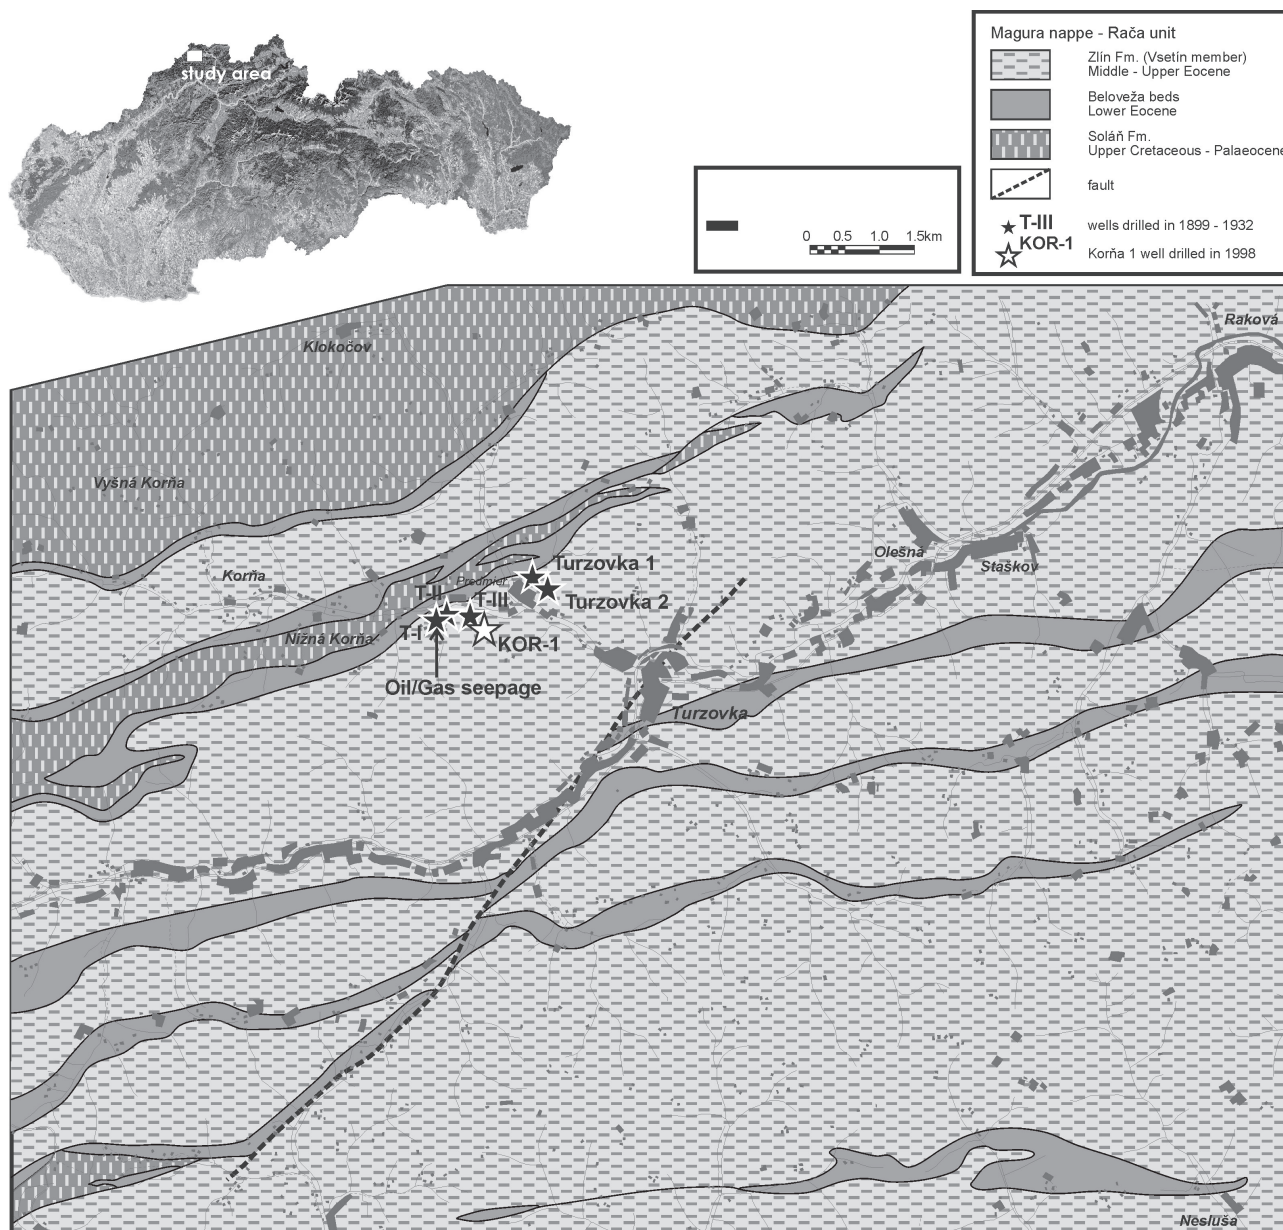 study area
Magura nappe - Rača unit
Zlín Fm. (Vsetín member)
Middle - Upper Eocene
Beloveža beds
Lower Eocene
Soláň Fm.
Upper Cretaceous - Palaeocene
fault
T-III
wells drilled in 1899 - 1932
KOR-1
Korňa 1 well drilled in 1998
0 0.5 1.0 1.5km
Raková
Klokočov
Vyšná Korňa
Olešná
Staškov
Korňa
Predmier
Turzovka 1
Turzovka 2
T-II
T-III
T-I
Nižná Korňa
KOR-1
Oil/Gas seepage
Turzovka
Nesluša